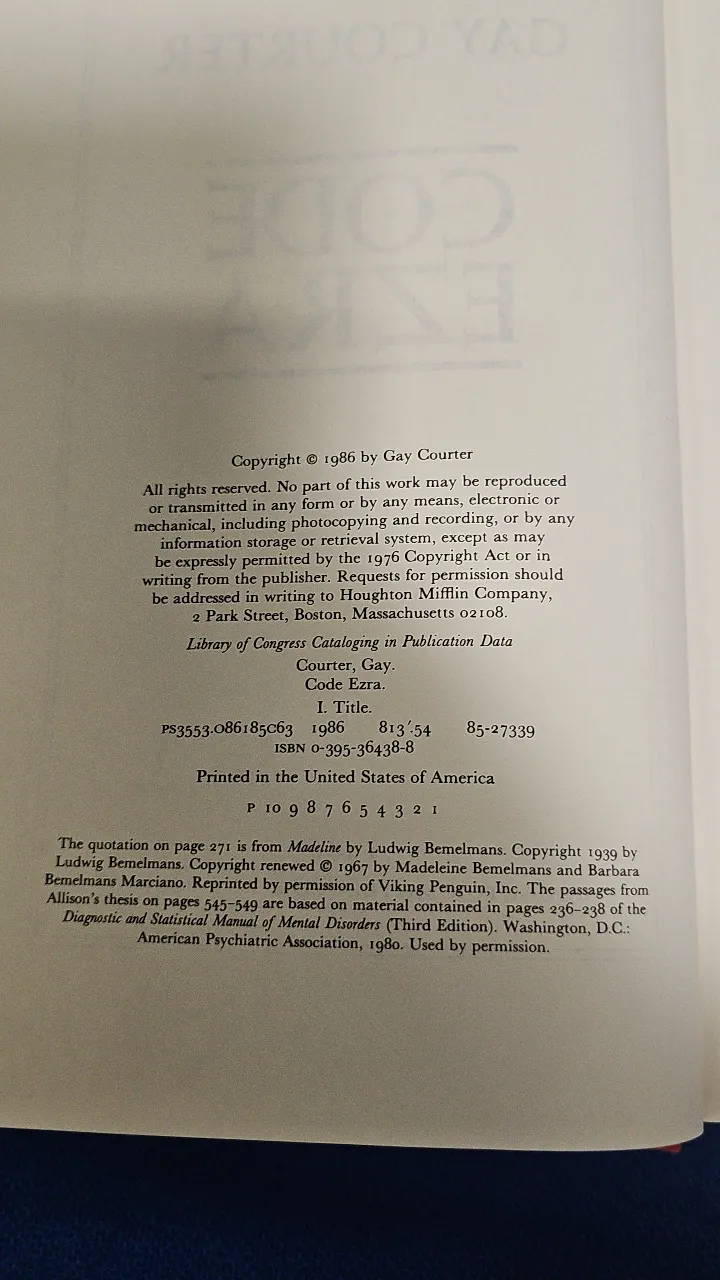 GAY COURTER
CODE
EZRA
Copyright © 1986 by Gay Courter
All rights reserved. No part of this work may be reproduced
or transmitted in any form or by any means, electronic or
mechanical, including photocopying and recording, or by any
information storage or retrieval system, except as may
be expressly permitted by the 1976 Copyright Act or in
writing from the publisher. Requests for permission should
be addressed in writing to Houghton Mifflin Company,
2 Park Street, Boston, Massachusetts 02108.
Library of Congress Cataloging in Publication Data
Courter, Gay.
Code Ezra.
I. Title.
PS3553.O86185C63 1986 813'.54 85-27339
ISBN 0-395-36438-8
Printed in the United States of America
P 10 9 8 7 6 5 4 3 2 1
The quotation on page 271 is from Madeline by Ludwig Bemelmans. Copyright 1939 by
Ludwig Bemelmans. Copyright renewed © 1967 by Madeleine Bemelmans and Barbara
Bemelmans Marciano. Reprinted by permission of Viking Penguin, Inc. The passages from
Allison's thesis on pages 545–549 are based on material contained in pages 236–238 of the
Diagnostic and Statistical Manual of Mental Disorders (Third Edition). Washington, D.C.:
American Psychiatric Association, 1980. Used by permission.